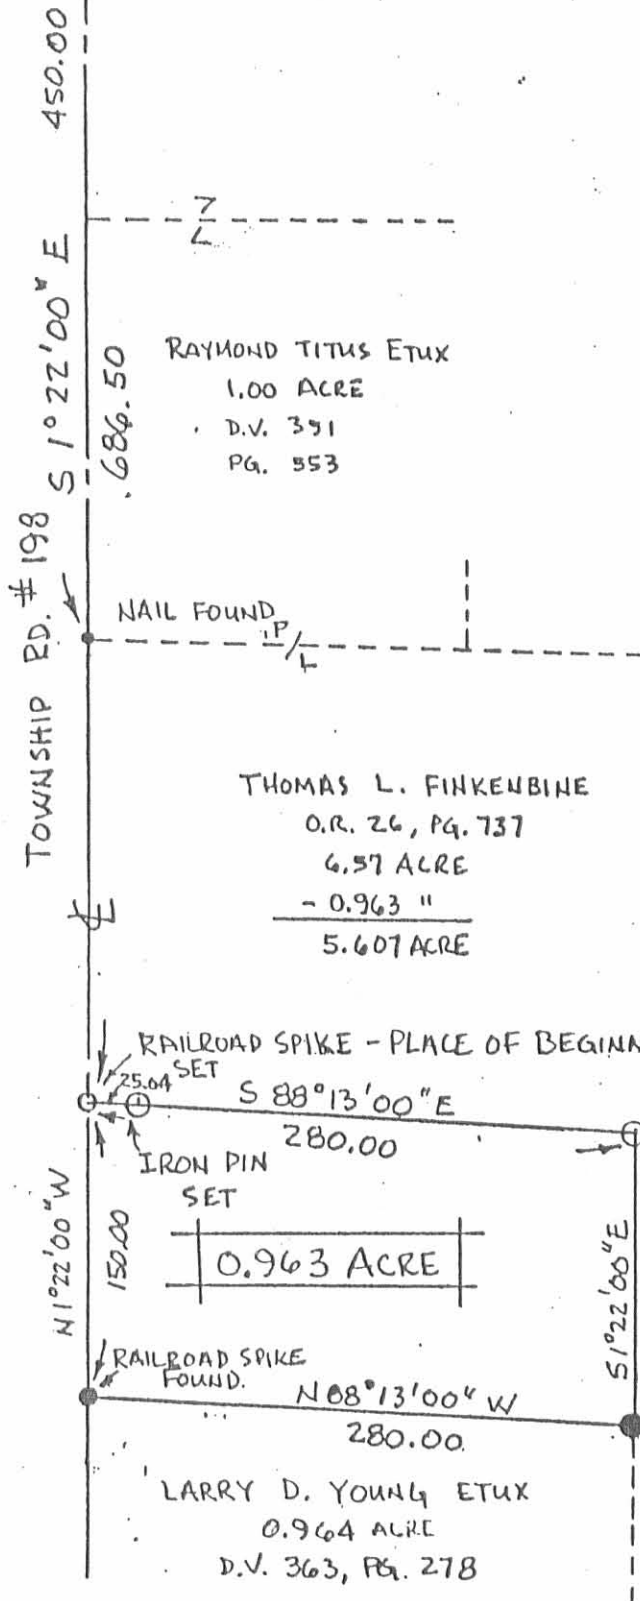 450.00
S 1°22'00" E
686.50
RAYMOND TITUS ETUX
1.00 ACRE
D.V. 351
PG. 553
TOWNSHIP RD. #198
NAIL FOUND
P/L
THOMAS L. FINKENBINE
O.R. 26, PG. 737
6.57 ACRE
- 0.963 "
5.607 ACRE
RAILROAD SPIKE - PLACE OF BEGINN
SET
25.04
S 88°13'00" E
280.00
IRON PIN
SET
N 1°22'00" W
150.00
0.963 ACRE
S 1°22'00" E
RAILROAD SPIKE
FOUND.
N 88°13'00" W
280.00
LARRY D. YOUNG ETUX
0.964 ACRE
D.V. 363, PG. 278